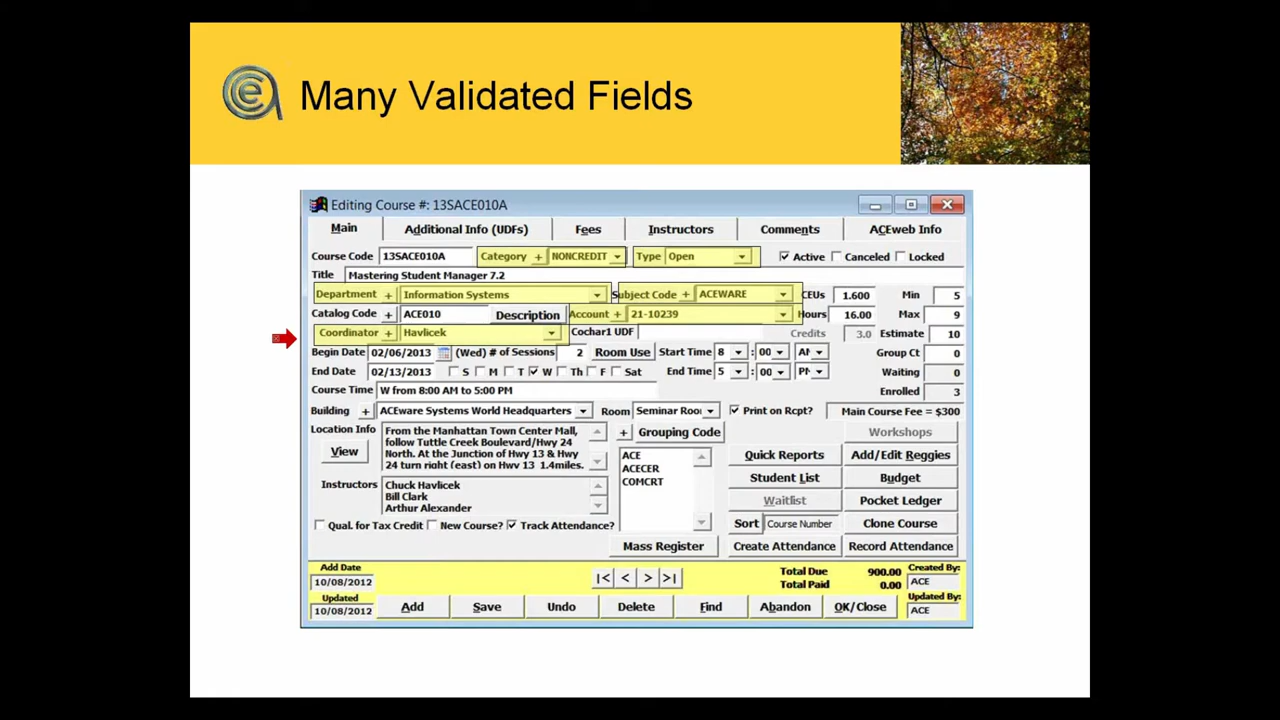 Many Validated Fields
Editing Course #: 13SACE010A
Main Additional Info (UDFs) Fees Instructors Comments ACEweb Info
Course Code 13SACE010A Category + NONCREDIT Type Open Active Canceled Locked
Title Mastering Student Manager 7.2
Department + Information Systems Subject Code + ACEWARE CEUs 1.600 Min 5
Catalog Code + ACE010 Description Account + 21-10239 Hours 16.00 Max 9
Coordinator + Havlicek Cochar1 UDF Credits 3.0 Estimate 10
Begin Date 02/06/2013 (Wed) # of Sessions 2 Room Use Start Time 8 : 00 AM Group Ct 0
End Date 02/13/2013 S M T W Th F Sat End Time 5 : 00 PM Waiting 0
Course Time W from 8:00 AM to 5:00 PM Enrolled 3
Building + ACEware Systems World Headquarters Room Seminar Roo Print on Rcpt? Main Course Fee = $300
Location Info From the Manhattan Town Center Mall, + Grouping Code Workshops
follow Tuttle Creek Boulevard/Hwy 24
View North. At the Junction of Hwy 13 & Hwy ACE Quick Reports Add/Edit Reggies
24 turn right (east) on Hwy 13 1.4miles. ACECER
Instructors Chuck Havlicek COMCRT Student List Budget
Bill Clark Waitlist Pocket Ledger
Arthur Alexander
Qual. for Tax Credit New Course? Track Attendance? Sort Course Number Clone Course
Mass Register Create Attendance Record Attendance
Add Date Total Due 900.00 Created By:
10/08/2012 |< < > >| Total Paid 0.00 ACE
Updated Updated By:
10/08/2012 Add Save Undo Delete Find Abandon OK/Close ACE